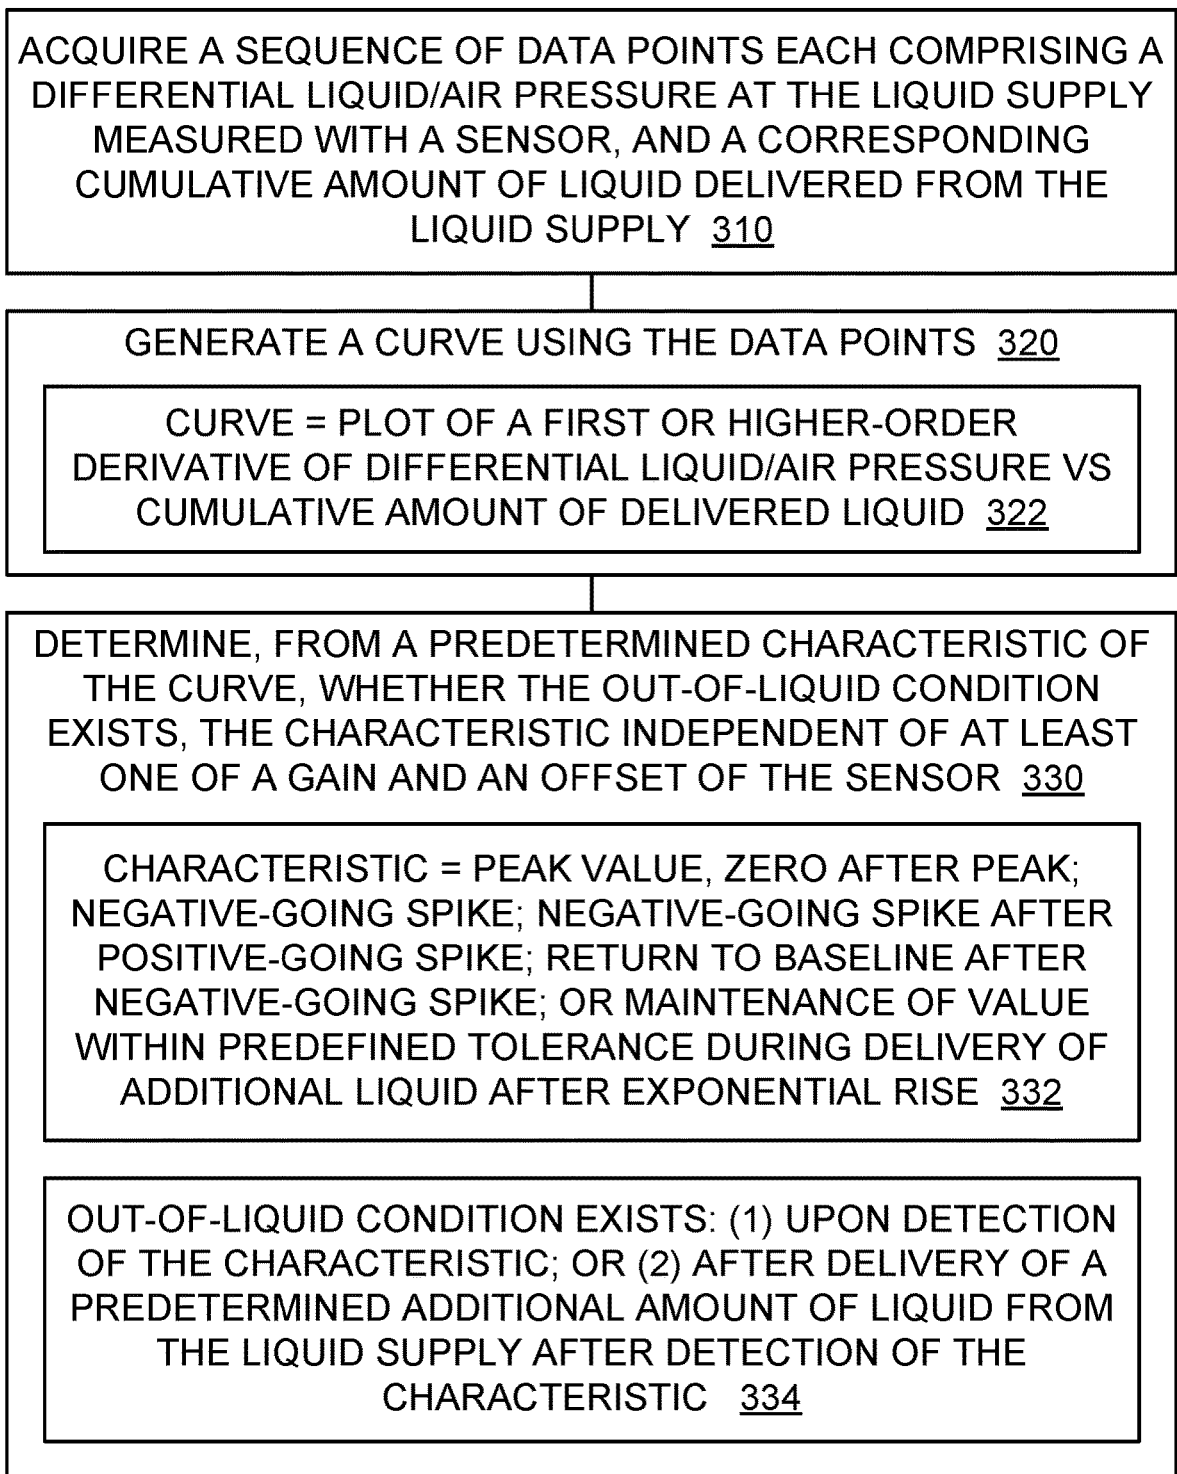 ACQUIRE A SEQUENCE OF DATA POINTS EACH COMPRISING A
DIFFERENTIAL LIQUID/AIR PRESSURE AT THE LIQUID SUPPLY
MEASURED WITH A SENSOR, AND A CORRESPONDING
CUMULATIVE AMOUNT OF LIQUID DELIVERED FROM THE
LIQUID SUPPLY 310
GENERATE A CURVE USING THE DATA POINTS 320
CURVE = PLOT OF A FIRST OR HIGHER-ORDER
DERIVATIVE OF DIFFERENTIAL LIQUID/AIR PRESSURE VS
CUMULATIVE AMOUNT OF DELIVERED LIQUID 322
DETERMINE, FROM A PREDETERMINED CHARACTERISTIC OF
THE CURVE, WHETHER THE OUT-OF-LIQUID CONDITION
EXISTS, THE CHARACTERISTIC INDEPENDENT OF AT LEAST
ONE OF A GAIN AND AN OFFSET OF THE SENSOR 330
CHARACTERISTIC = PEAK VALUE, ZERO AFTER PEAK;
NEGATIVE-GOING SPIKE; NEGATIVE-GOING SPIKE AFTER
POSITIVE-GOING SPIKE; RETURN TO BASELINE AFTER
NEGATIVE-GOING SPIKE; OR MAINTENANCE OF VALUE
WITHIN PREDEFINED TOLERANCE DURING DELIVERY OF
ADDITIONAL LIQUID AFTER EXPONENTIAL RISE 332
OUT-OF-LIQUID CONDITION EXISTS: (1) UPON DETECTION
OF THE CHARACTERISTIC; OR (2) AFTER DELIVERY OF A
PREDETERMINED ADDITIONAL AMOUNT OF LIQUID FROM
THE LIQUID SUPPLY AFTER DETECTION OF THE
CHARACTERISTIC 334